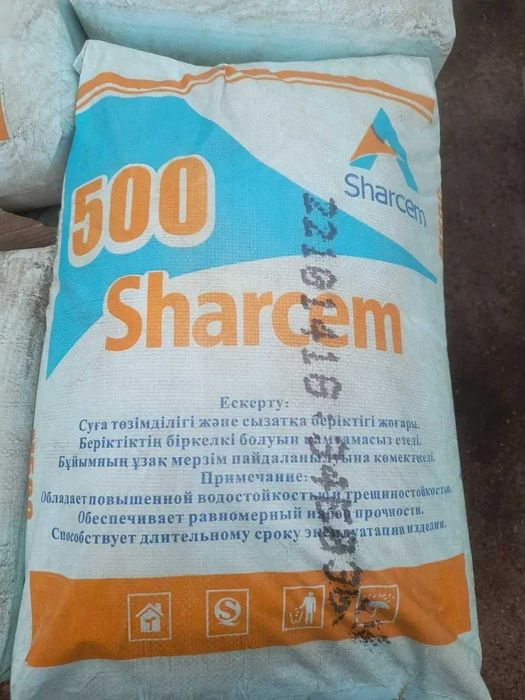 Sharcem
500
Sharcem
Ескерту:
Суға төзімділігі және сызатқа беріктігі жоғары.
Беріктіктің біркелкі болуын қамтамасыз етеді.
Бұйымның ұзақ мерзім пайдаланылуына көмектеседі.
Примечание:
Обладает повышенной водостойкостью и трещиностойкостью.
Обеспечивает равномерный набор прочности.
Способствует длительному сроку эксплуатации изделия.